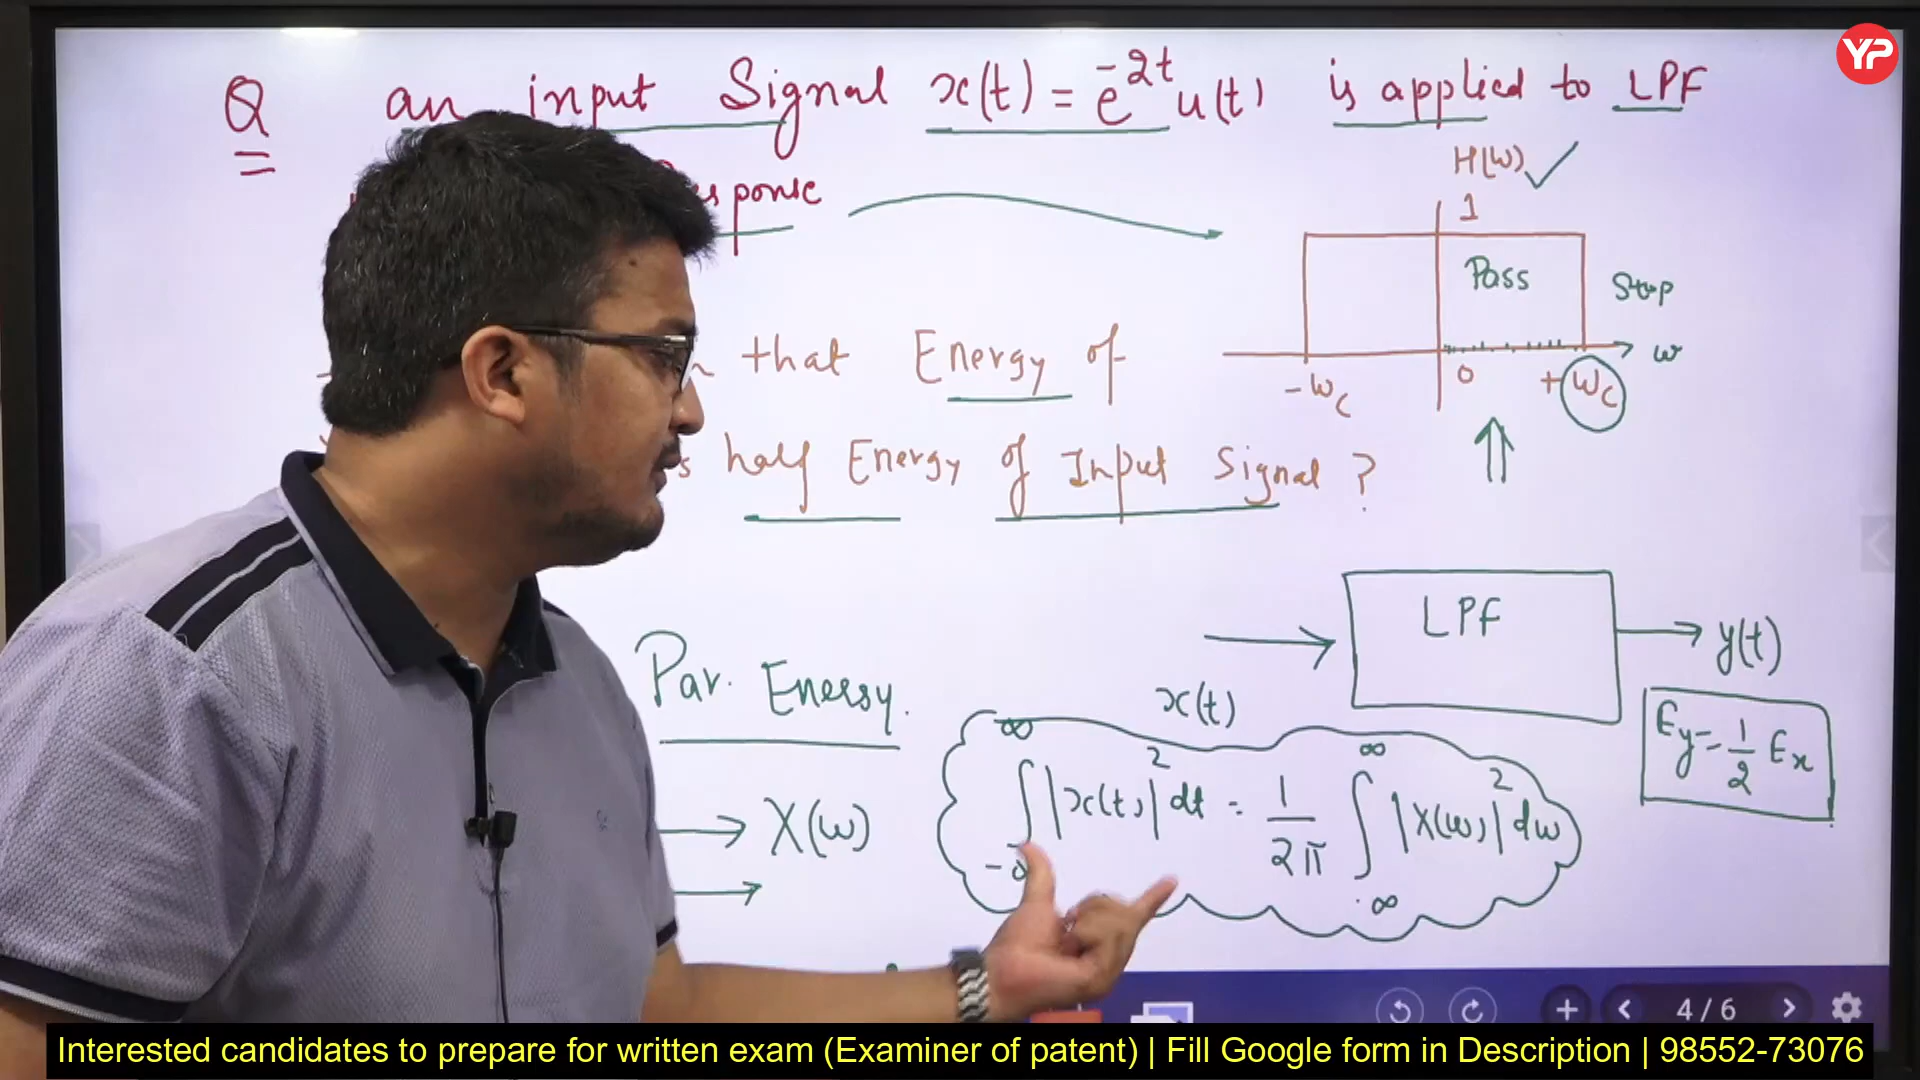 YP
Q an input Signal x(t) = e^-2t u(t) is applied to LPF
ponse
H(ω)
1
Pass
Stop
ω
-ωc 0 +ωc
that Energy of
half Energy of Input Signal ?
LPF
x(t)
y(t)
Par. Energy.
Ey = 1/2 Ex
X(ω)
∫ |x(t)|² dt = 1/2π ∫ |X(ω)|² dω
∞ ∞
∞
4 / 6
Interested candidates to prepare for written exam (Examiner of patent) | Fill Google form in Description | 98552-73076